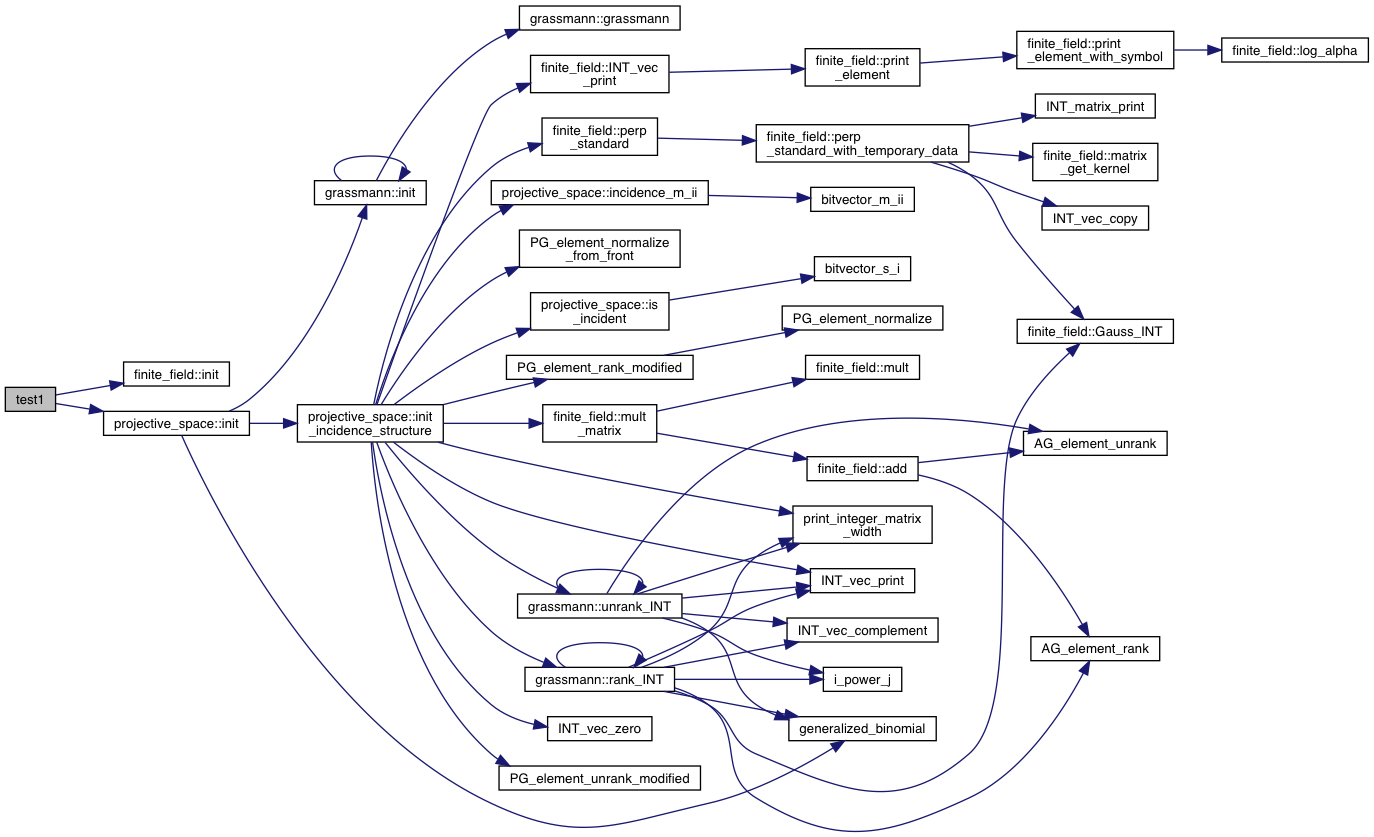 test1
finite_field::init
projective_space::init
grassmann::init
projective_space::init
_incidence_structure
grassmann::grassmann
finite_field::INT_vec
_print
finite_field::perp
_standard
projective_space::incidence_m_ii
PG_element_normalize
_from_front
projective_space::is
_incident
PG_element_rank_modified
finite_field::mult
_matrix
grassmann::unrank_INT
grassmann::rank_INT
INT_vec_zero
PG_element_unrank_modified
finite_field::print
_element
finite_field::perp
_standard_with_temporary_data
bitvector_m_ii
bitvector_s_i
PG_element_normalize
finite_field::mult
finite_field::add
print_integer_matrix
_width
INT_vec_print
INT_vec_complement
i_power_j
generalized_binomial
finite_field::print
_element_with_symbol
INT_matrix_print
finite_field::matrix
_get_kernel
INT_vec_copy
finite_field::Gauss_INT
AG_element_unrank
AG_element_rank
finite_field::log_alpha